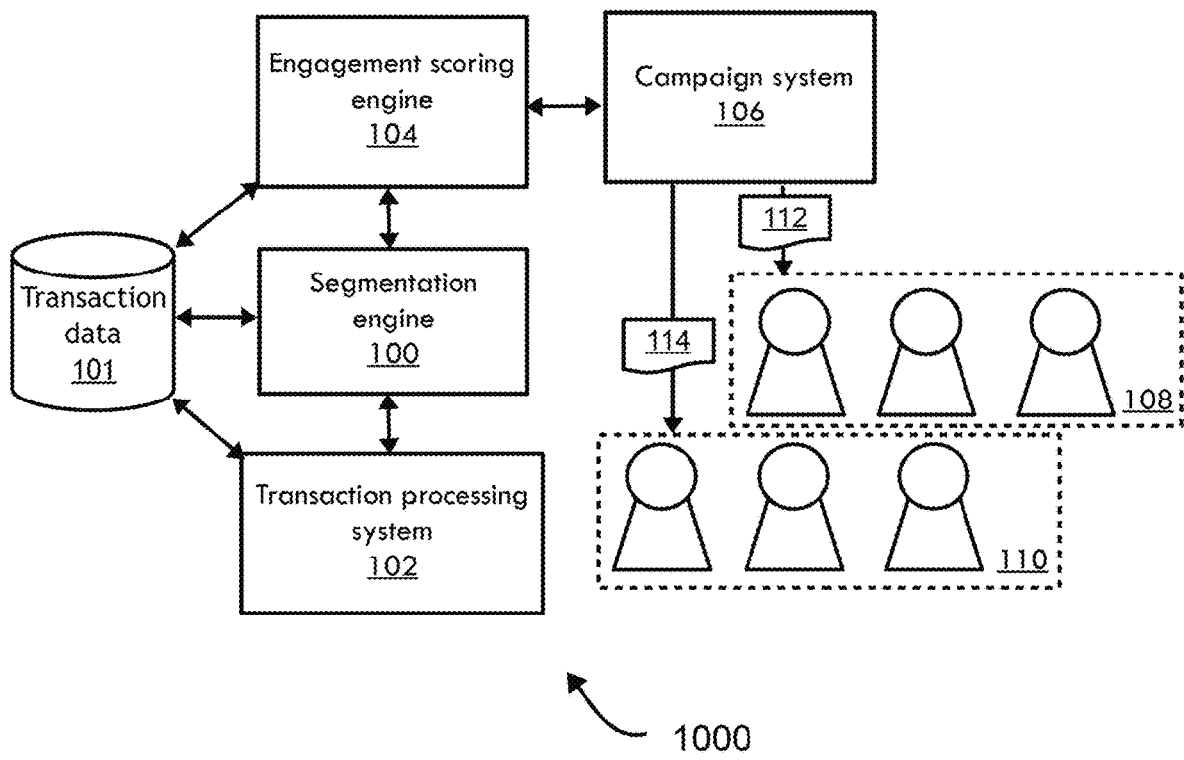 Engagement scoring
engine
104
Campaign system
106
112
Transaction
data
101
Segmentation
engine
100
114
108
Transaction processing
system
102
110
1000